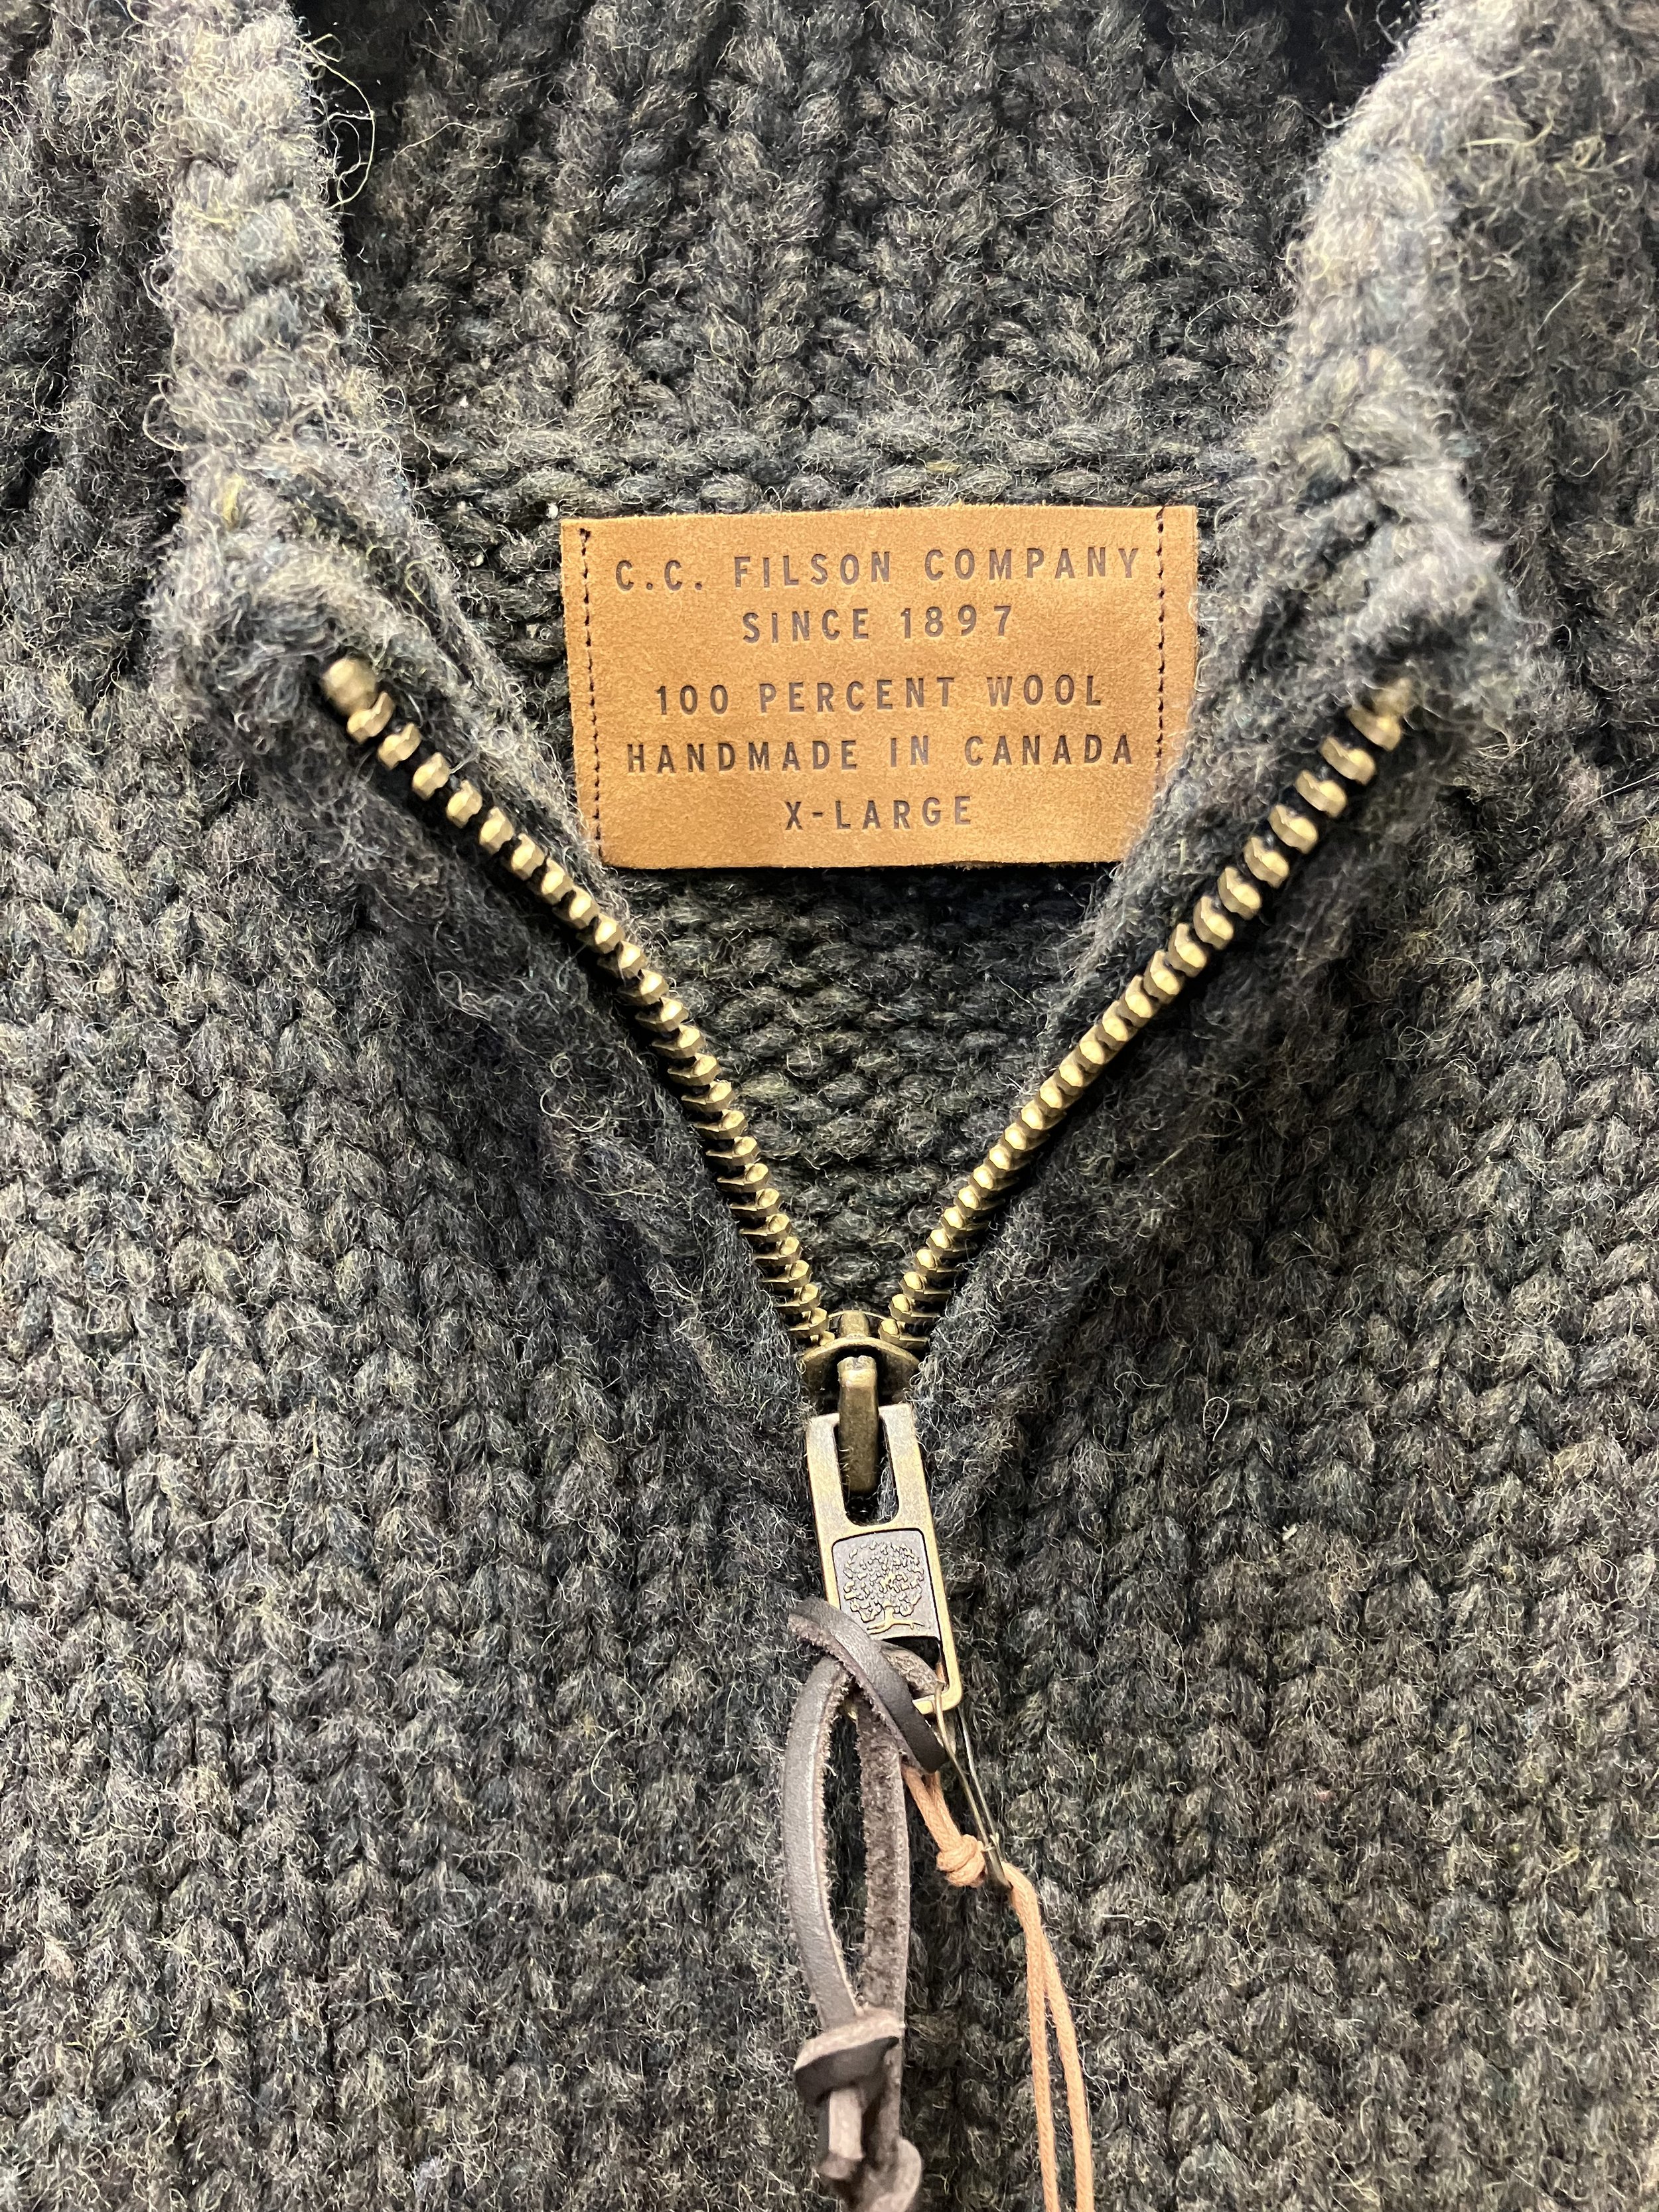 C.C. FILSON COMPANY
SINCE 1897
100 PERCENT WOOL
HANDMADE IN CANADA
X-LARGE